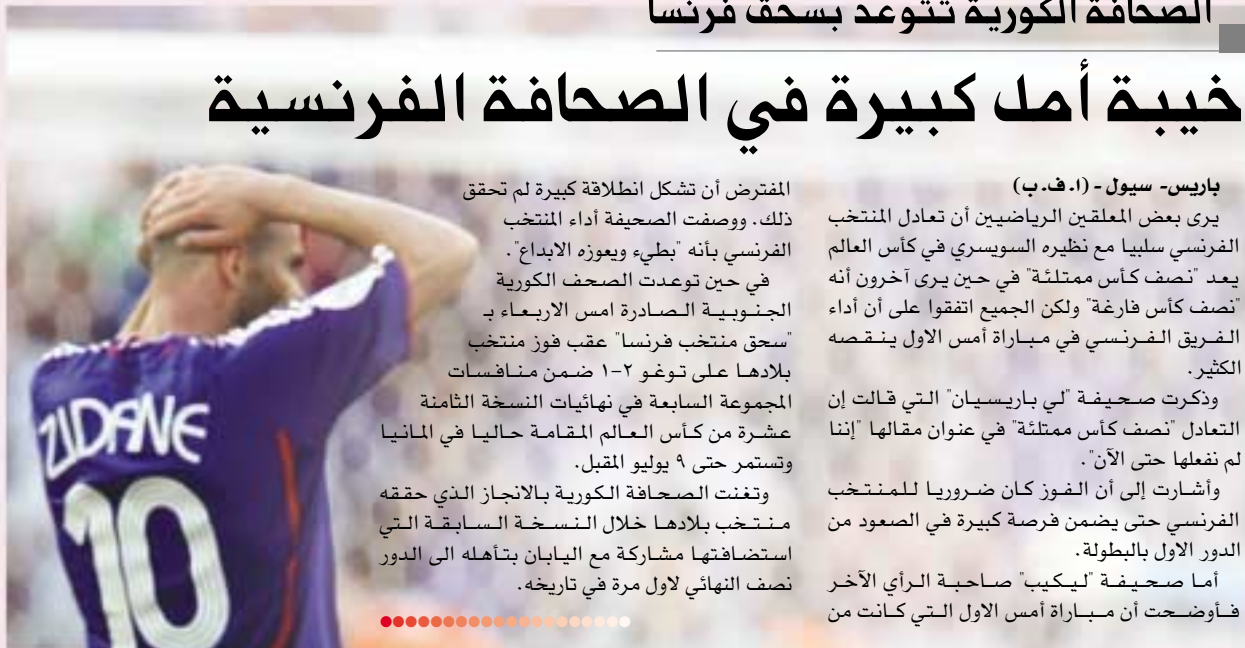 الصحافة الكورية تتوعد بسحق فرنسا
خيبة أمل كبيرة في الصحافة الفرنسية
باريس- سيول - (ا. ف. ب)
يرى بعض المعلقين الرياضيين أن تعادل المنتخب
الفرنسي سلبيا مع نظيره السويسري في كأس العالم
يعد "نصف كأس ممتلئة" في حين يرى آخرون أنه
"نصف كأس فارغة" ولكن الجميع اتفقوا على أن أداء
الفريق الفرنسي في مباراة أمس الاول ينقصه
الكثير.
وذكرت صحيفة "لي باريسيان" التي قالت إن
التعادل "نصف كأس ممتلئة" في عنوان مقالها "إننا
لم نفعلها حتى الآن".
وأشارت إلى أن الفوز كان ضروريا للمنتخب
الفرنسي حتى يضمن فرصة كبيرة في الصعود من
الدور الاول بالبطولة.
أما صحيفة "ليكيب" صاحبة الرأي الآخر
فأوضحت أن مباراة أمس الاول التي كانت من
المفترض أن تشكل انطلاقة كبيرة لم تحقق
ذلك. ووصفت الصحيفة أداء المنتخب
الفرنسي بأنه "بطيء ويعوزه الابداع".
في حين توعدت الصحف الكورية
الجنوبية الصادرة امس الاربعاء بـ
"سحق منتخب فرنسا" عقب فوز منتخب
بلادها على توغو ٢-١ ضمن منافسات
المجموعة السابعة في نهائيات النسخة الثامنة
عشرة من كأس العالم المقامة حاليا في المانيا
وتستمر حتى ٩ يوليو المقبل.
وتغنت الصحافة الكورية بالانجاز الذي حققه
منتخب بلادها خلال النسخة السابقة التي
استضافتها مشاركة مع اليابان بتأهله الى الدور
نصف النهائي لاول مرة في تاريخه.
ZIDANE
10